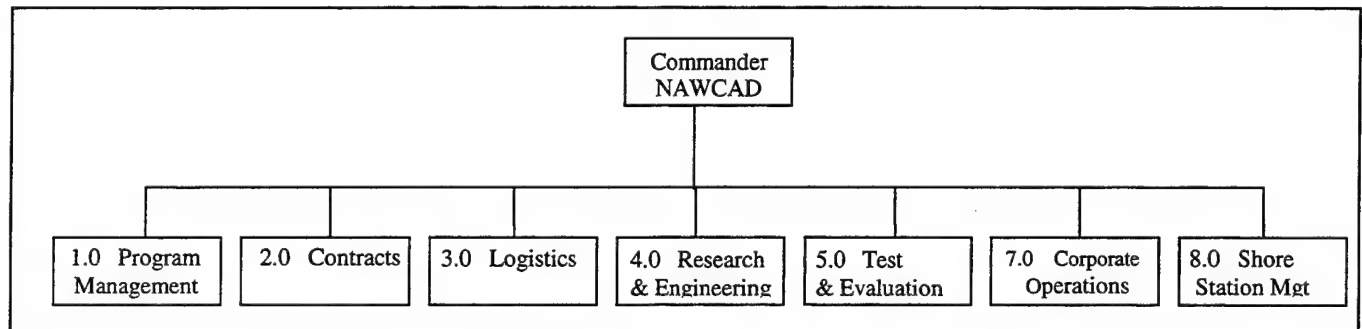 Commander
NAWCAD
1.0 Program
Management
2.0 Contracts
3.0 Logistics
4.0 Research
& Engineering
5.0 Test
& Evaluation
7.0 Corporate
Operations
8.0 Shore
Station Mgt